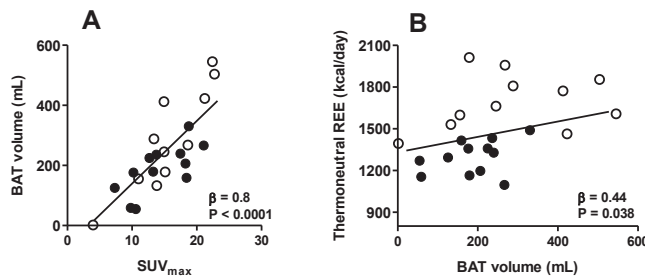 A
BAT volume (mL)
600
400
200
0
0
10
20
30
β = 0.8
P < 0.0001
SUVmax
B
Thermoneutral REE (kcal/day)
2100
1800
1500
1200
900
0
200
400
600
β = 0.44
P = 0.038
BAT volume (mL)